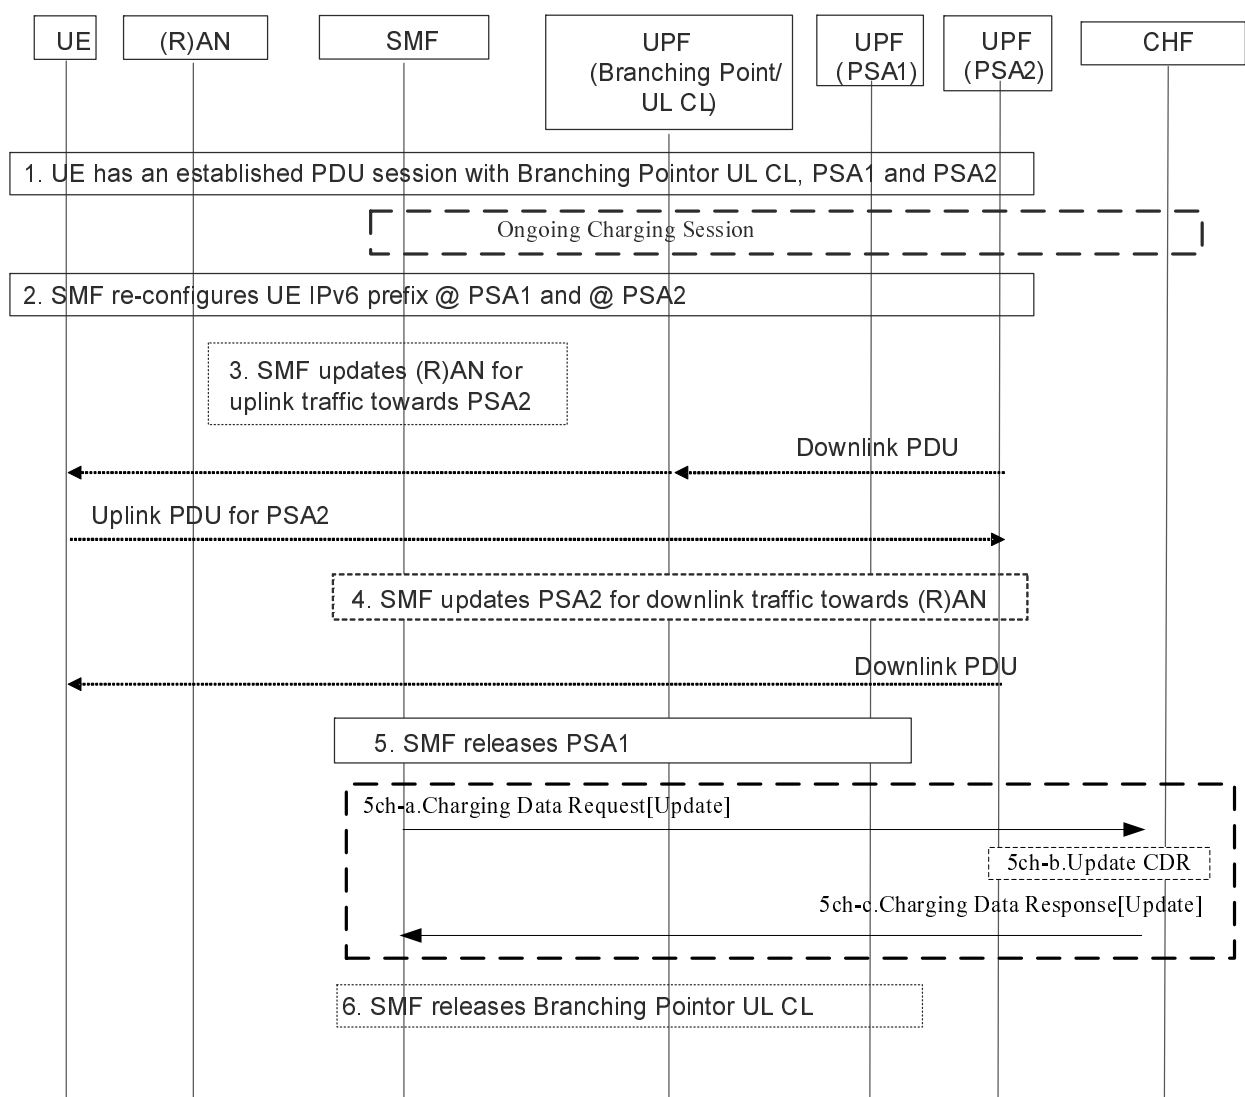 UE
(R)AN
SMF
UPF
(Branching Point/
UL CL)
UPF
(PSA1)
UPF
(PSA2)
CHF
1. UE has an established PDU session with Branching Pointor UL CL, PSA1 and PSA2
Ongoing Charging Session
2. SMF re-configures UE IPv6 prefix @ PSA1 and @ PSA2
3. SMF updates (R)AN for
uplink traffic towards PSA2
Downlink PDU
Uplink PDU for PSA2
4. SMF updates PSA2 for downlink traffic towards (R)AN
Downlink PDU
5. SMF releases PSA1
5ch-a.Charging Data Request[Update]
5ch-b.Update CDR
5ch-c.Charging Data Response[Update]
6. SMF releases Branching Pointor UL CL